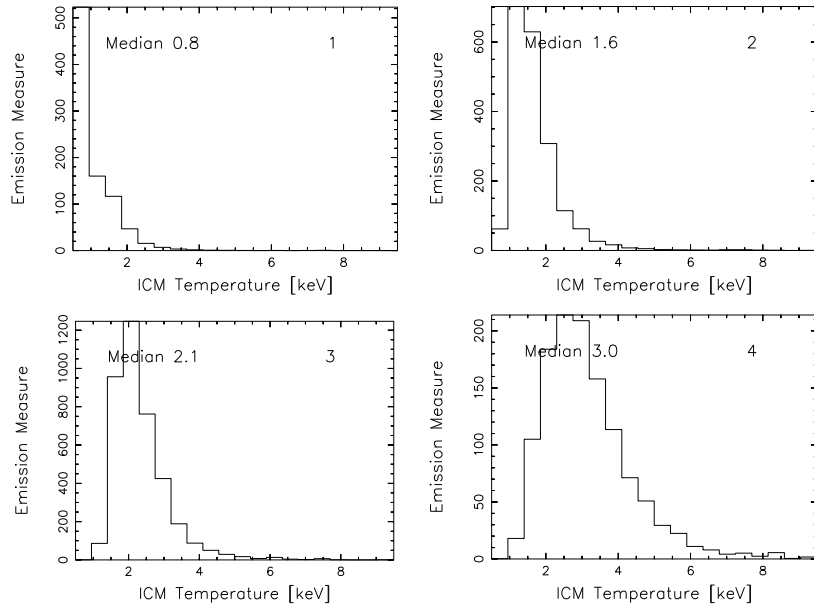 Median 0.8 1
Emission Measure
0 100 200 300 400 500
2 4 6 8
ICM Temperature [keV]
Median 1.6 2
Emission Measure
0 200 400 600
2 4 6 8
ICM Temperature [keV]
Median 2.1 3
Emission Measure
0 200 400 600 800 1000 1200
2 4 6 8
ICM Temperature [keV]
Median 3.0 4
Emission Measure
0 50 100 150 200
2 4 6 8
ICM Temperature [keV]